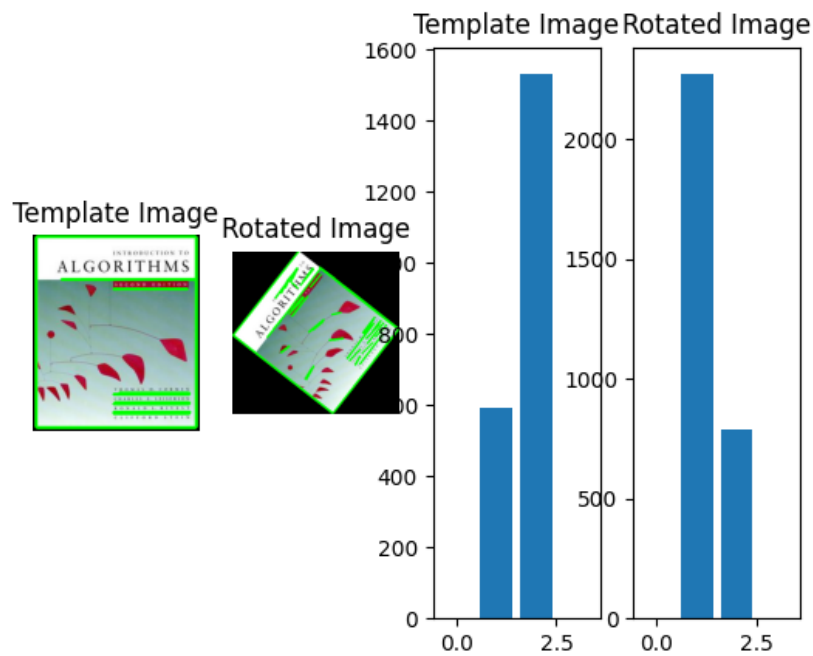 Template Image
INTRODUCTION TO
ALGORITHMS
SECOND EDITION
Rotated Image
ALGORITHMS
Template Image
1600
1400
1200
800
400
200
0
0.0
2.5
Rotated Image
2000
1500
1000
500
0
0.0
2.5